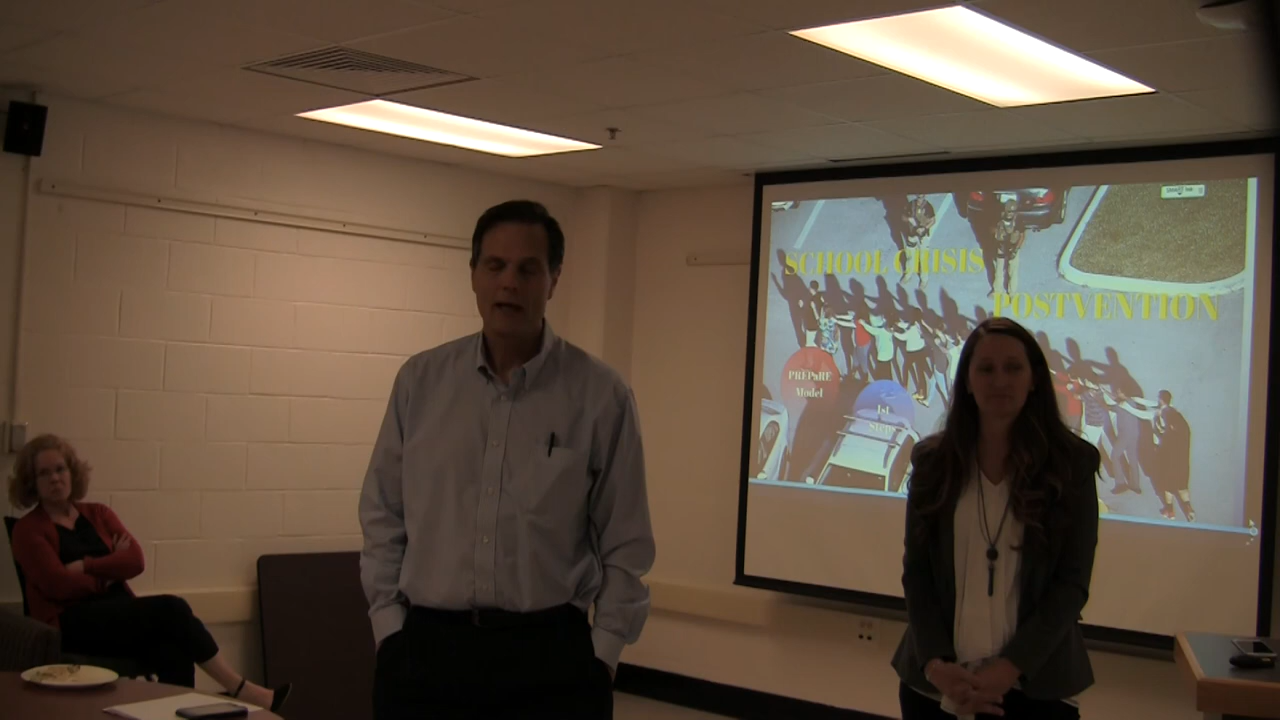 SCHOOL CRISIS
POSTVENTION
PREPaRE
Model
1st
Steps